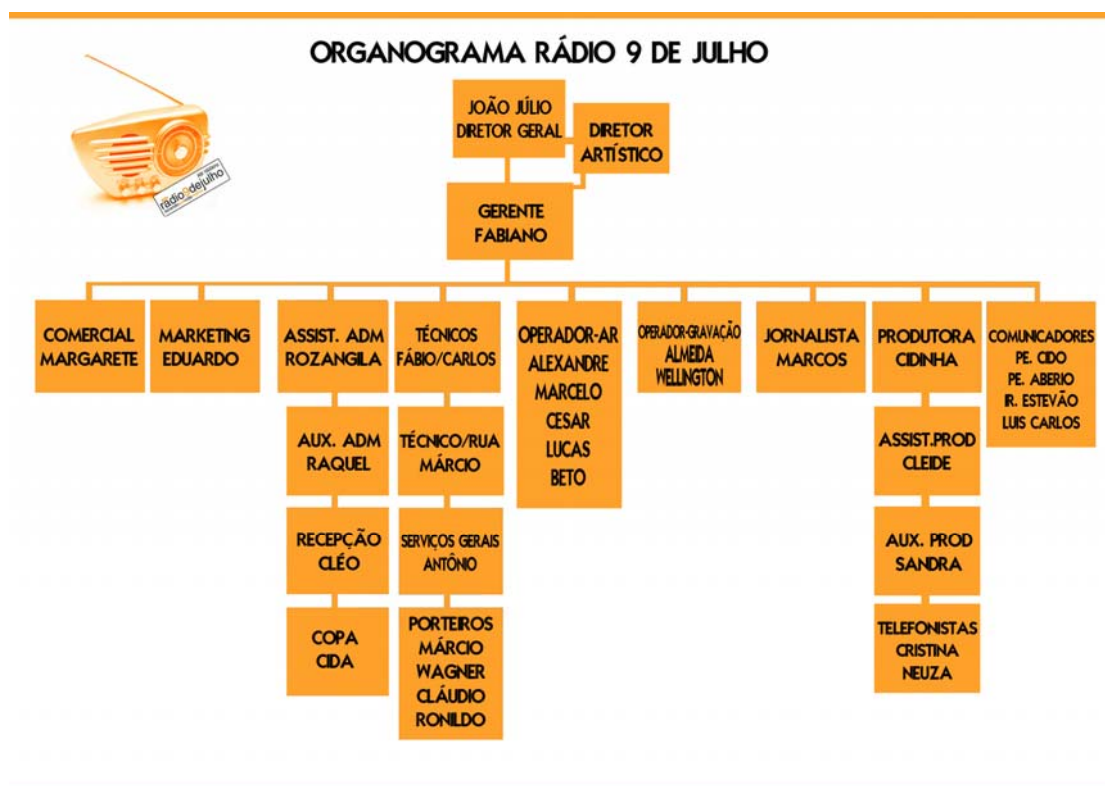 ORGANOGRAMA RÁDIO 9 DE JULHO
JOÃO JÚLIO
DIRETOR GERAL
DIRETOR
ARTÍSTICO
GERENTE
FABIANO
COMERCIAL
MARGARETE
MARKETING
EDUARDO
ASSIST. ADM
ROZANGILA
TÉCNICOS
FÁBIO/CARLOS
OPERADOR-AR
ALEXANDRE
MARCELO
CESAR
LUCAS
BETO
OPERADOR-GRAVAÇÃO
ALMEIDA
WELLINGTON
JORNALISTA
MARCOS
PRODUTORA
CIDINHA
COMUNICADORES
PE. CIDO
PE. ABERIO
IR. ESTEVÃO
LUIS CARLOS
AUX. ADM
RAQUEL
TÉCNICO/RUA
MÁRCIO
ASSIST.PROD
CLEIDE
RECEPÇÃO
CLÉO
SERVIÇOS GERAIS
ANTÔNIO
AUX. PROD
SANDRA
COPA
CIDA
PORTEIROS
MÁRCIO
WAGNER
CLÁUDIO
RONILDO
TELEFONISTAS
CRISTINA
NEUZA
rádio9dejulho